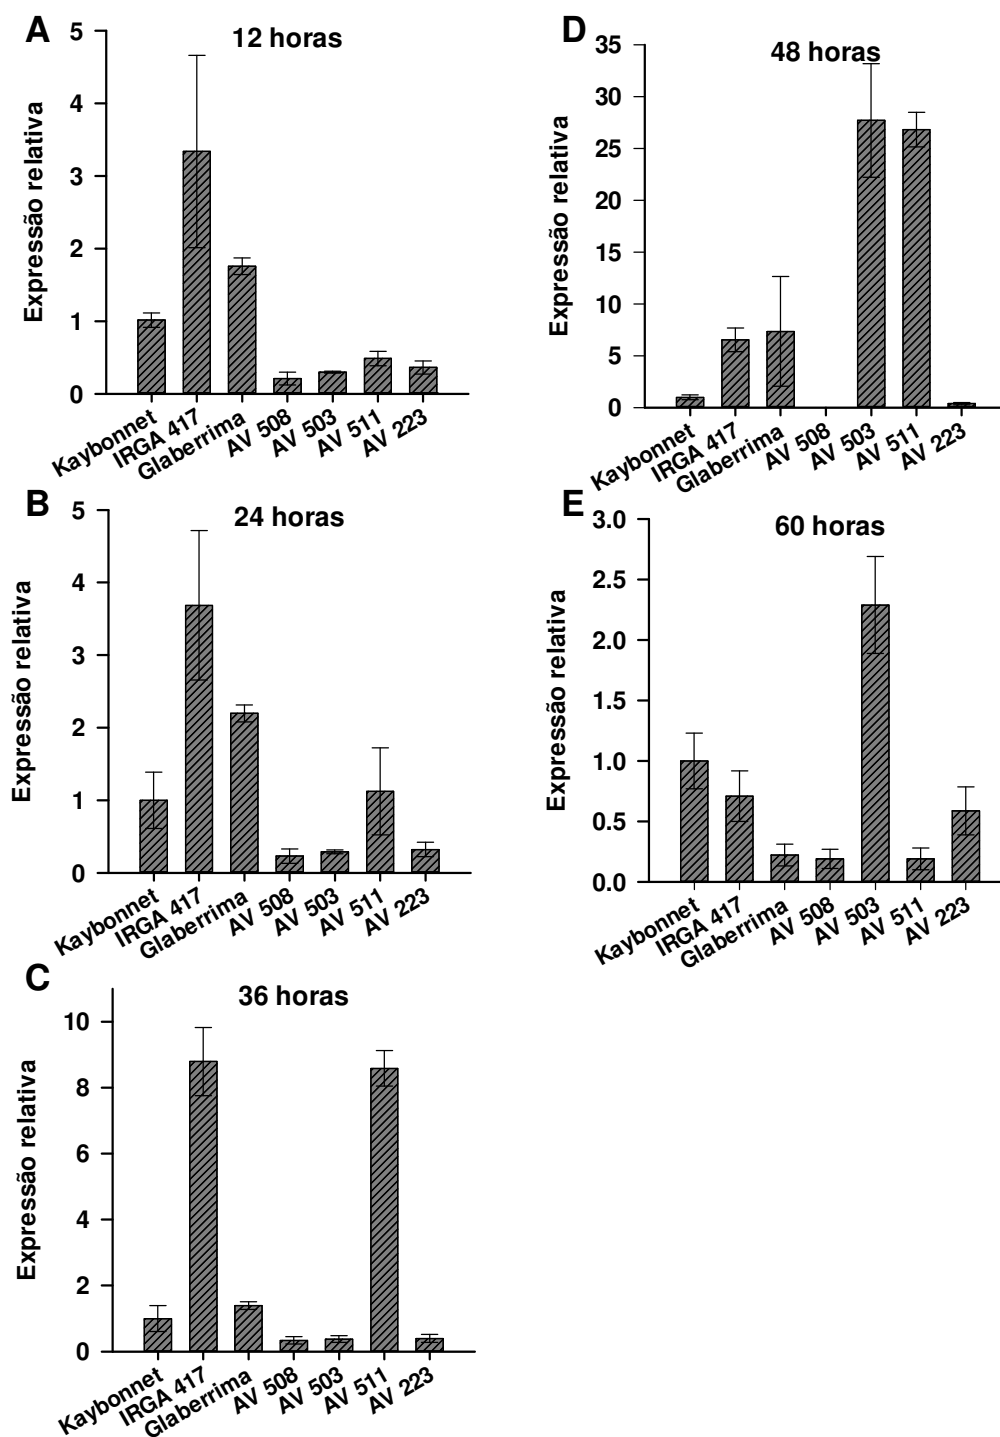 A
12 horas
Expressão relativa
5
4
3
2
1
0
Kaybonnet
IRGA 417
Glaberrima
AV 508
AV 503
AV 511
AV 223
B
24 horas
Expressão relativa
5
4
3
2
1
0
Kaybonnet
IRGA 417
Glaberrima
AV 508
AV 503
AV 511
AV 223
C
36 horas
Expressão relativa
10
8
6
4
2
0
Kaybonnet
IRGA 417
Glaberrima
AV 508
AV 503
AV 511
AV 223
D
48 horas
Expressão relativa
35
30
25
20
15
10
5
0
Kaybonnet
IRGA 417
Glaberrima
AV 508
AV 503
AV 511
AV 223
E
60 horas
Expressão relativa
3.0
2.5
2.0
1.5
1.0
0.5
0.0
Kaybonnet
IRGA 417
Glaberrima
AV 508
AV 503
AV 511
AV 223